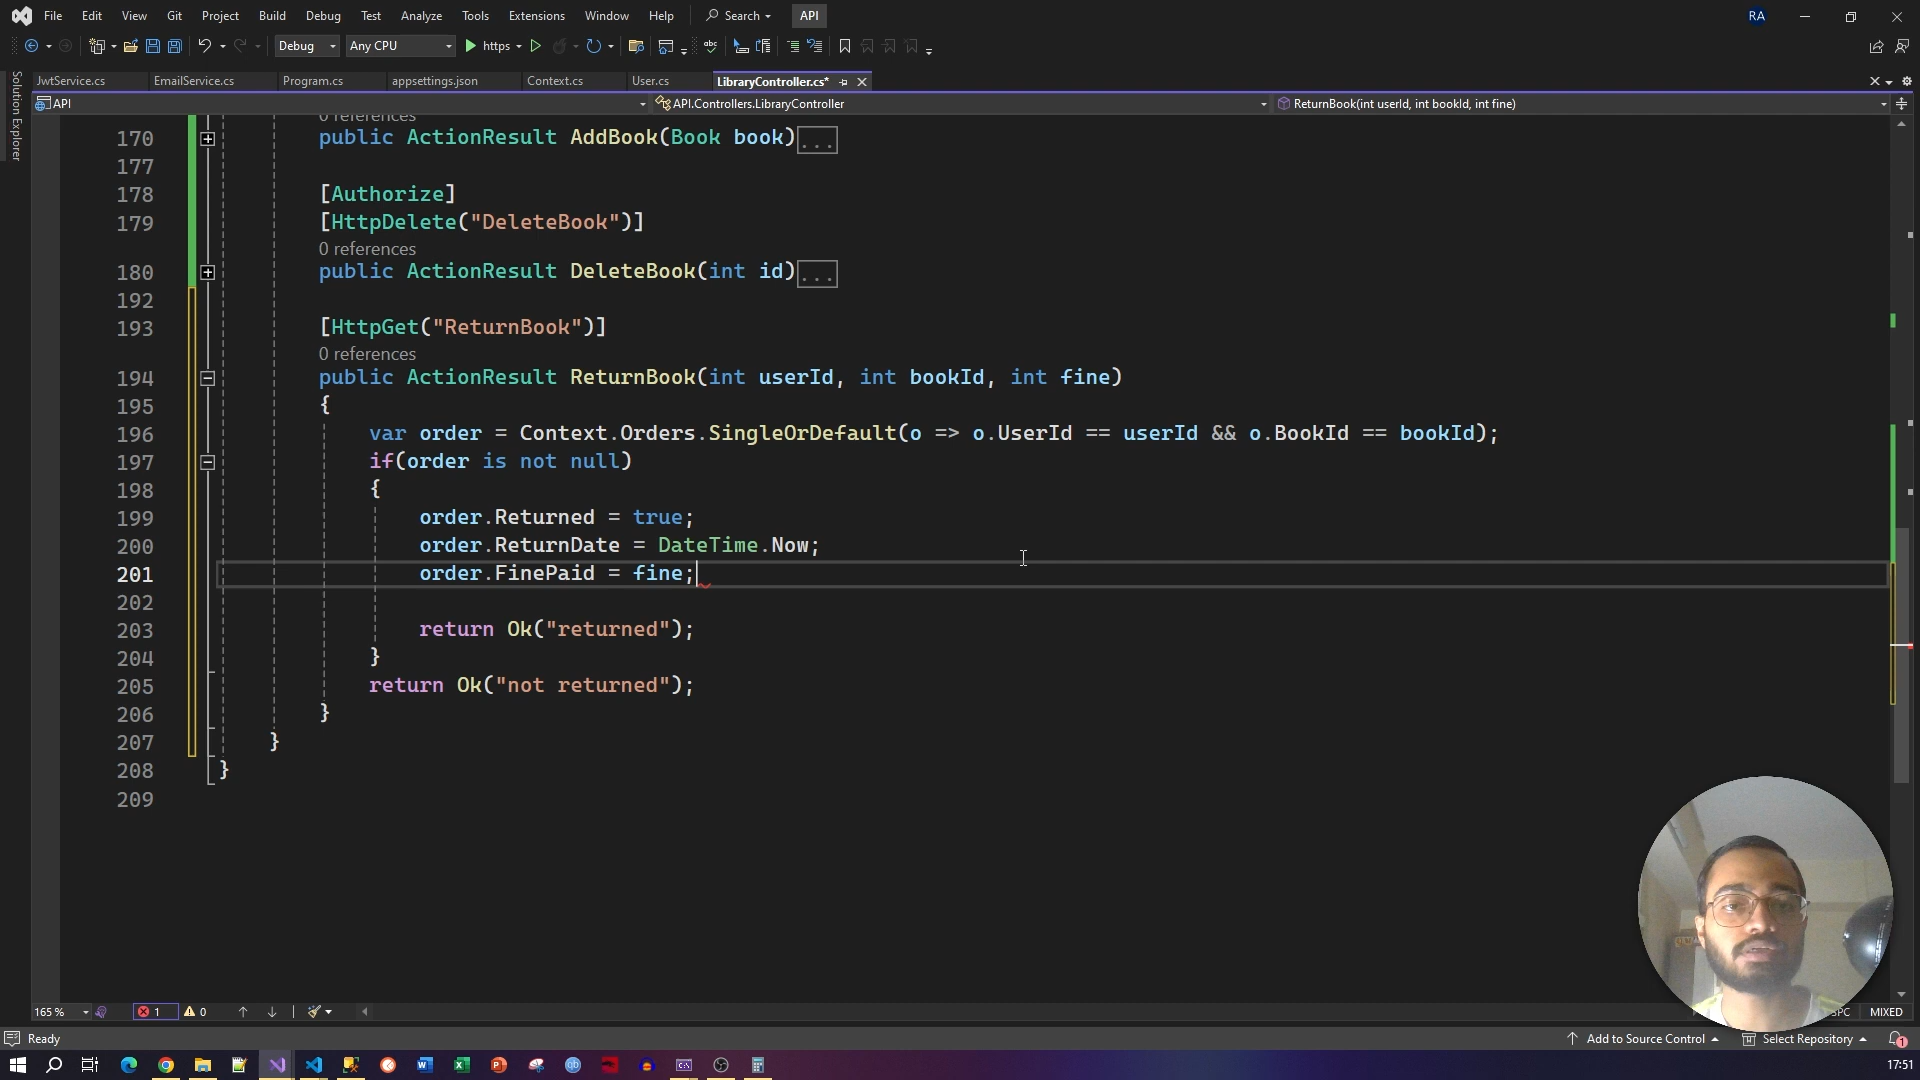 File Edit View Git Project Build Debug Test Analyze Tools Extensions Window Help Search API RA
Debug Any CPU https
JwtService.cs EmailService.cs Program.cs appsettings.json Context.cs User.cs LibraryController.cs*
Solution Explorer
API API.Controllers.LibraryController ReturnBook(int userId, int bookId, int fine)
0 references
170 public ActionResult AddBook(Book book)...
177
178 [Authorize]
179 [HttpDelete("DeleteBook")]
0 references
180 public ActionResult DeleteBook(int id)...
192
193 [HttpGet("ReturnBook")]
0 references
194 public ActionResult ReturnBook(int userId, int bookId, int fine)
195 {
196 var order = Context.Orders.SingleOrDefault(o => o.UserId == userId && o.BookId == bookId);
197 if(order is not null)
198 {
199 order.Returned = true;
200 order.ReturnDate = DateTime.Now;
201 order.FinePaid = fine;
202
203 return Ok("returned");
204 }
205 return Ok("not returned");
206 }
207 }
208 }
209
165 % 1 0 SPC MIXED
Ready Add to Source Control Select Repository 1
17:51